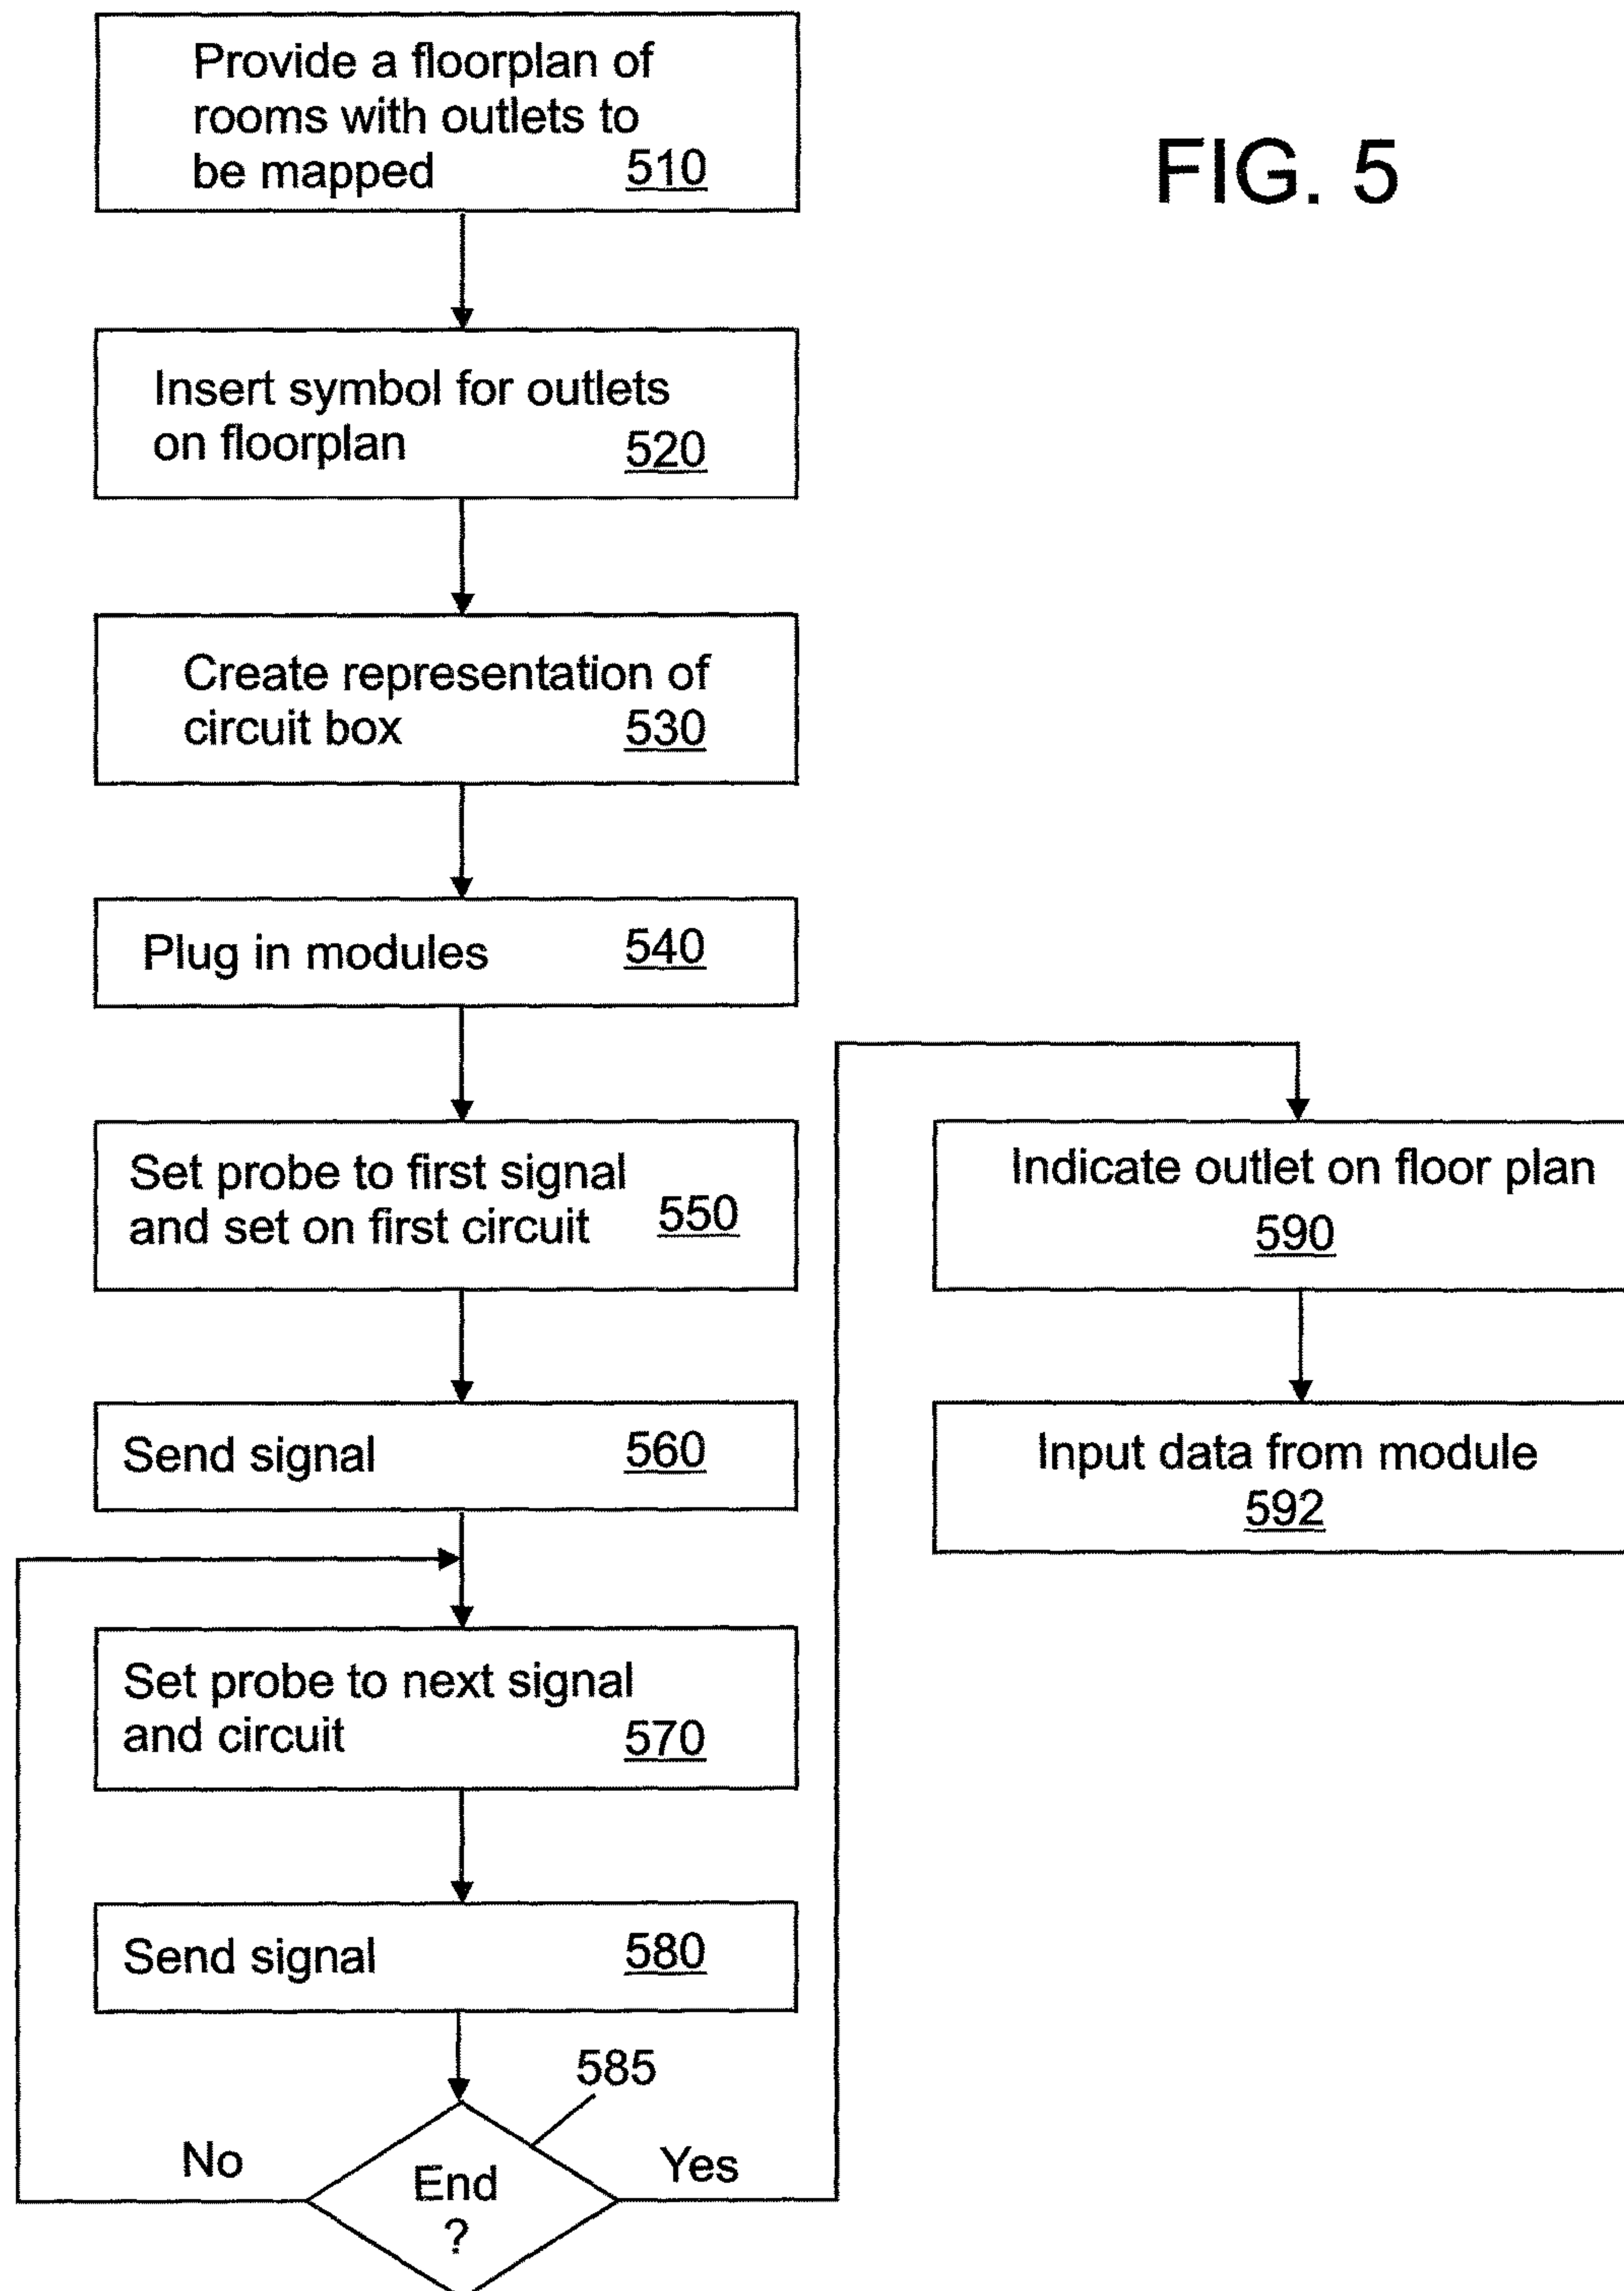 Provide a floorplan of
rooms with outlets to
be mapped 510
FIG. 5
Insert symbol for outlets
on floorplan 520
Create representation of
circuit box 530
Plug in modules 540
Set probe to first signal
and set on first circuit 550
Send signal 560
Set probe to next signal
and circuit 570
Send signal 580
585
No
End
?
Yes
Indicate outlet on floor plan
590
Input data from module
592